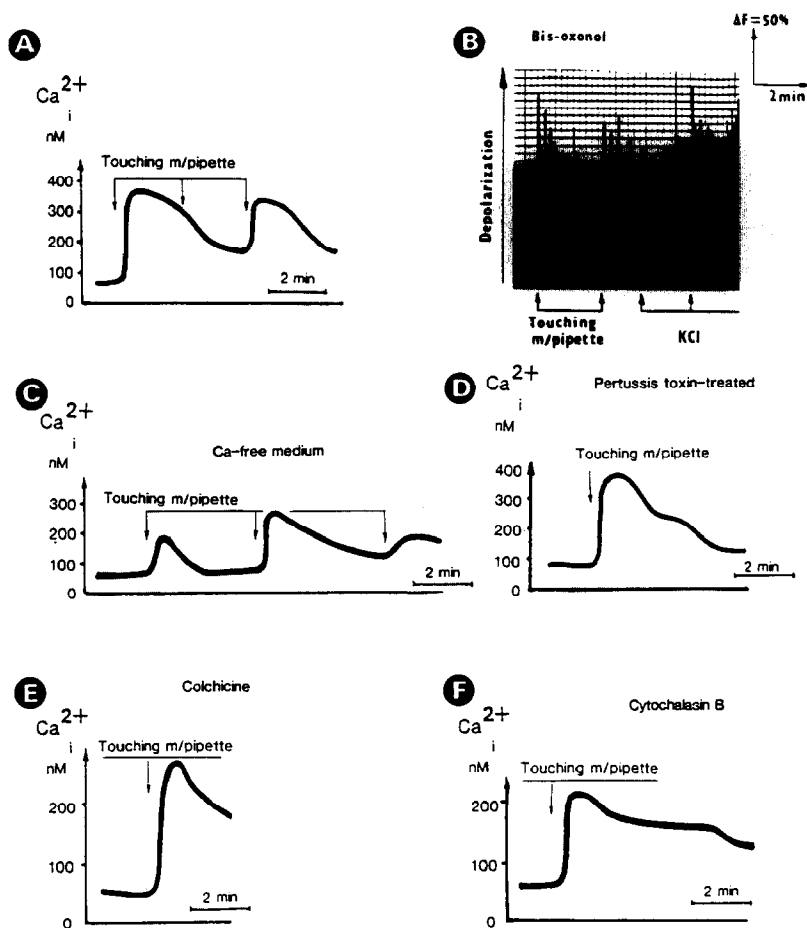 A
Ca2+
i
nM
Touching m/pipette
400
300
200
100
0
2 min
B
Bis-oxonol
ΔF = 50%
2 min
Depolarization
Touching
m/pipette
KCl
C
Ca2+
i
nM
Ca-free medium
Touching m/pipette
300
200
100
0
2 min
D
Ca2+
i
nM
Pertussis toxin-treated
Touching m/pipette
400
300
200
100
0
2 min
E
Colchicine
Ca2+
i
nM
Touching m/pipette
200
100
0
2 min
F
Cytochalasin B
Ca2+
i
nM
Touching m/pipette
200
100
0
2 min